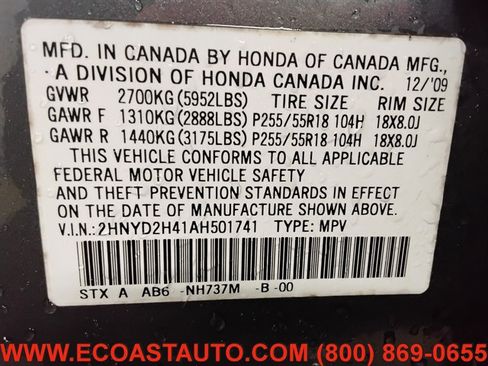 MFD. IN CANADA BY HONDA OF CANADA MFG.,
A DIVISION OF HONDA CANADA INC. 12/'09
GVWR 2700KG(5952LBS) TIRE SIZE RIM SIZE
GAWR F 1310KG(2888LBS) P255/55R18 104H 18X8.0J
GAWR R 1440KG(3175LBS) P255/55R18 104H 18X8.0J
THIS VEHICLE CONFORMS TO ALL APPLICABLE
FEDERAL MOTOR VEHICLE SAFETY
AND THEFT PREVENTION STANDARDS IN EFFECT
ON THE DATE OF MANUFACTURE SHOWN ABOVE.
V.I.N.: 2HNYD2H41AH501741 TYPE: MPV
STX A AB6 -NH737M -B -00
WWW.ECOASTAUTO.COM (800) 869-0655